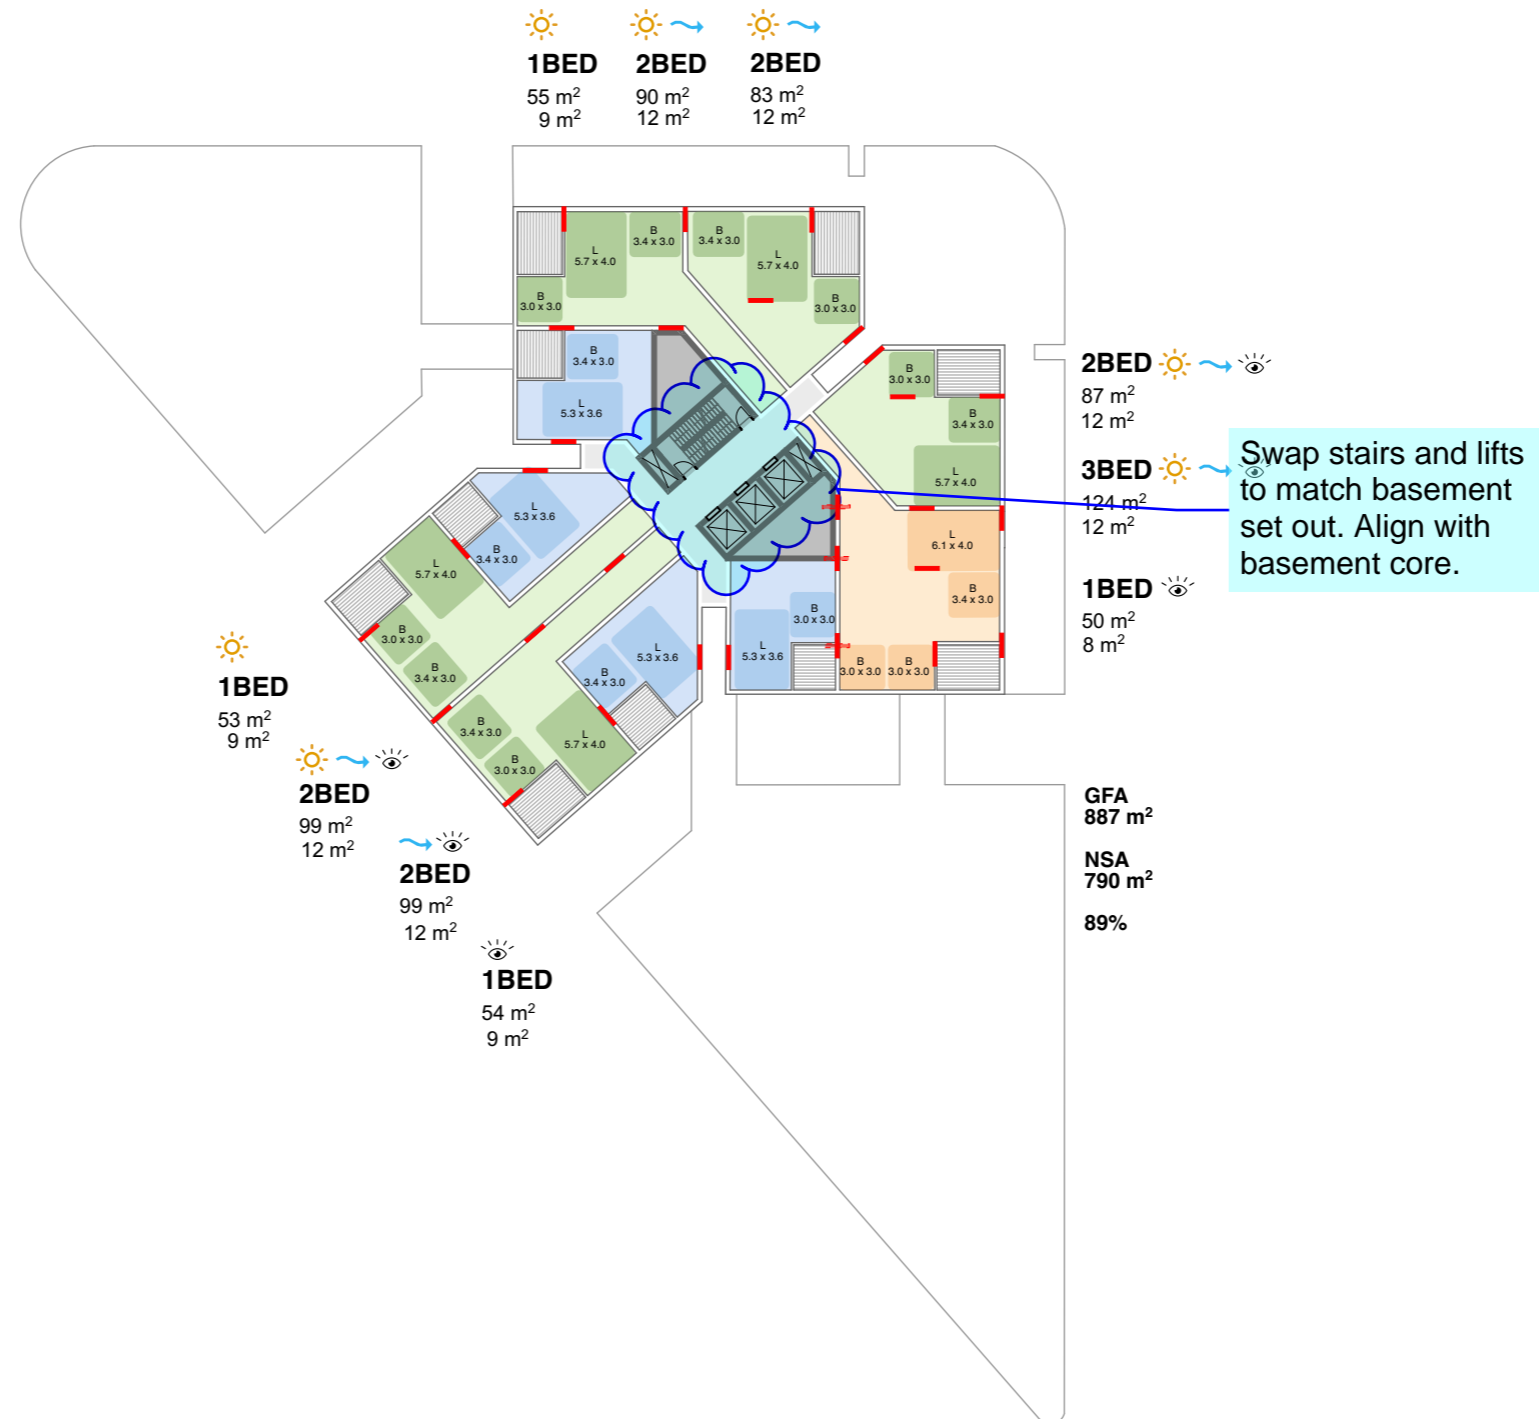 1BED
55 m²
9 m²
2BED
90 m²
12 m²
2BED
83 m²
12 m²
L
5.7 x 4.0
B
3.4 x 3.0
B
3.4 x 3.0
L
5.7 x 4.0
B
3.0 x 3.0
B
3.0 x 3.0
B
3.4 x 3.0
L
5.3 x 3.6
B
3.0 x 3.0
B
3.4 x 3.0
L
5.7 x 4.0
2BED
87 m²
12 m²
3BED
124 m²
12 m²
1BED
50 m²
8 m²
Swap stairs and lifts
to match basement
set out. Align with
basement core.
L
5.3 x 3.6
B
3.4 x 3.0
L
5.7 x 4.0
B
3.0 x 3.0
B
3.4 x 3.0
L
6.1 x 4.0
B
3.4 x 3.0
B
3.0 x 3.0
L
5.3 x 3.6
B
3.0 x 3.0
B
3.0 x 3.0
L
5.3 x 3.6
B
3.4 x 3.0
B
3.4 x 3.0
B
3.0 x 3.0
L
5.7 x 4.0
1BED
53 m²
9 m²
2BED
99 m²
12 m²
2BED
99 m²
12 m²
1BED
54 m²
9 m²
GFA
887 m²
NSA
790 m²
89%